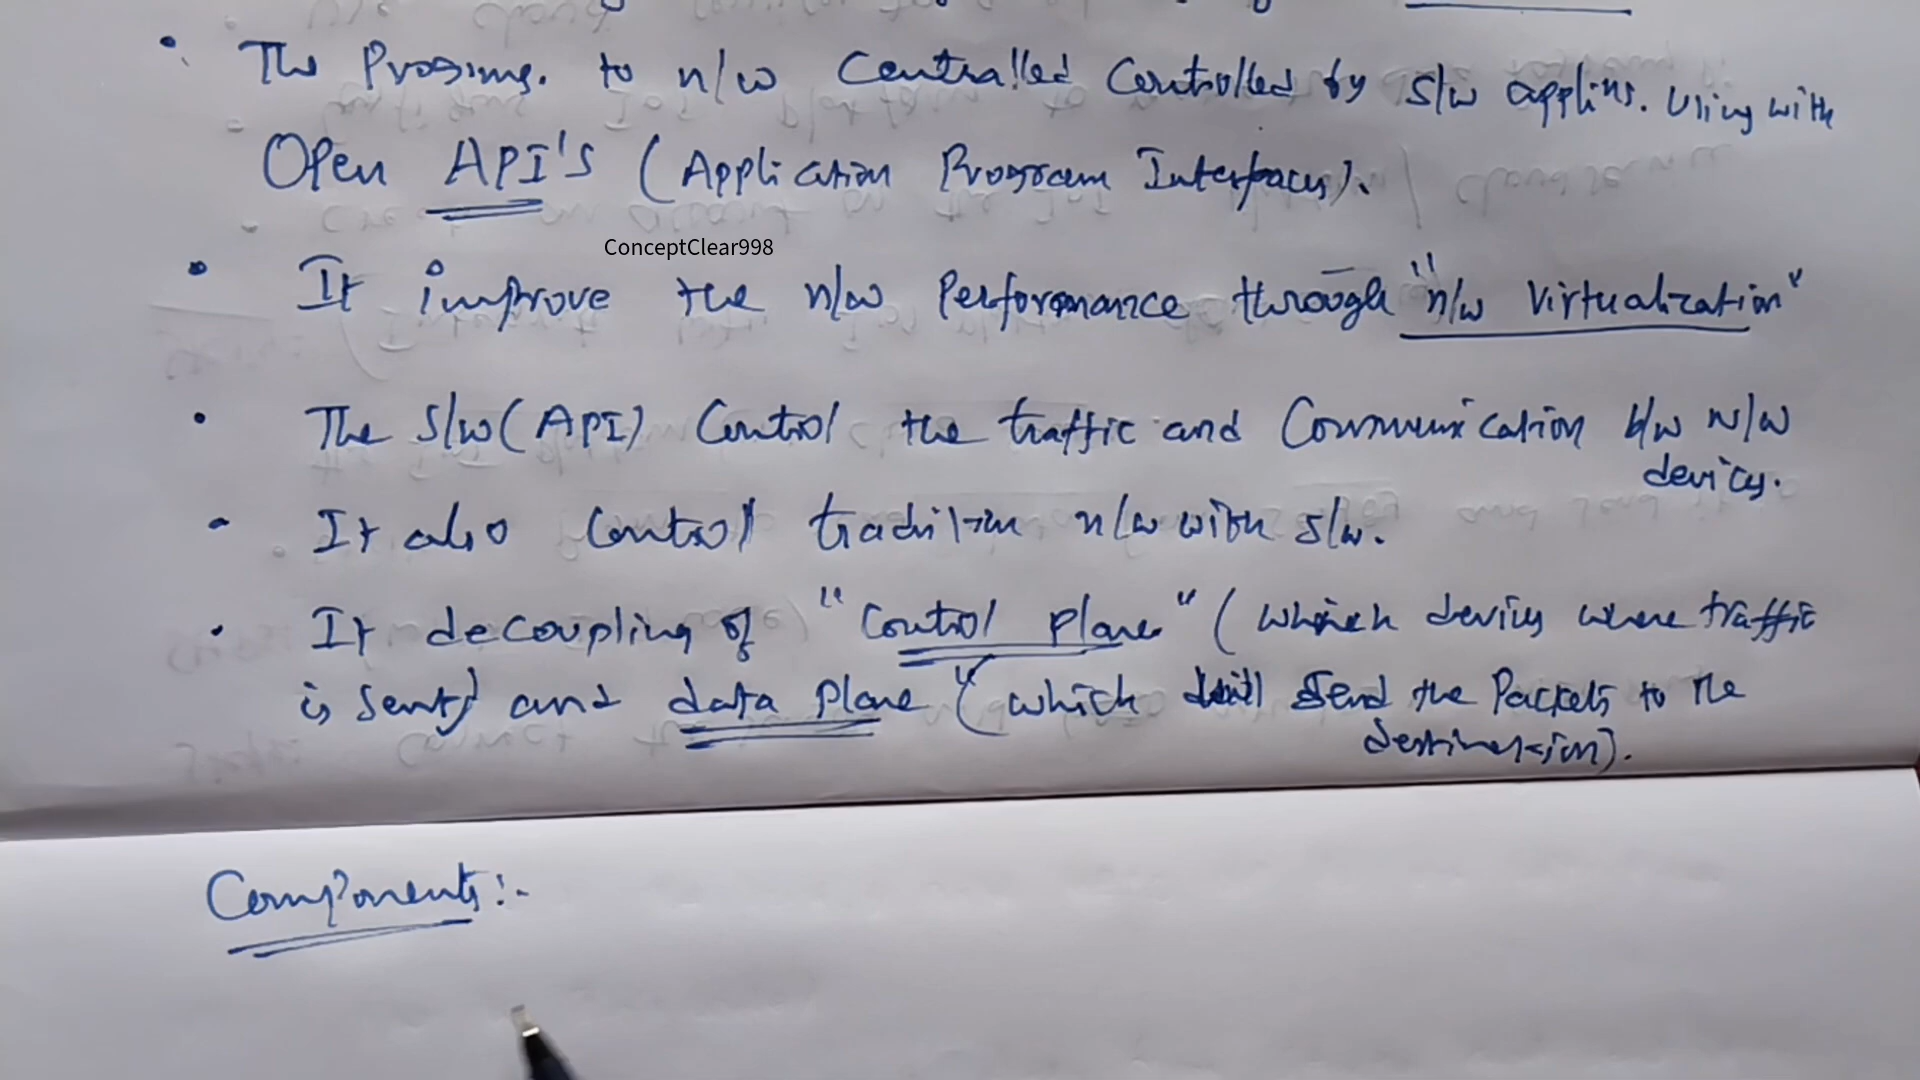 • The Prosims. to n/w Centralled Controlled by s/w applins. Using with
Open API's (Application Program Interfaces).
ConceptClear998
• It improve the n/w Performance through "n/w Virtualization"
• The S/w (API) Control the traffic and Communication b/w N/W
devices.
• It also Control tradition n/w with s/w.
• It decoupling of "Control plane" (which devices where traffic
is sent) and data plane" (which will Send the Packets to the
destination).
Components:-